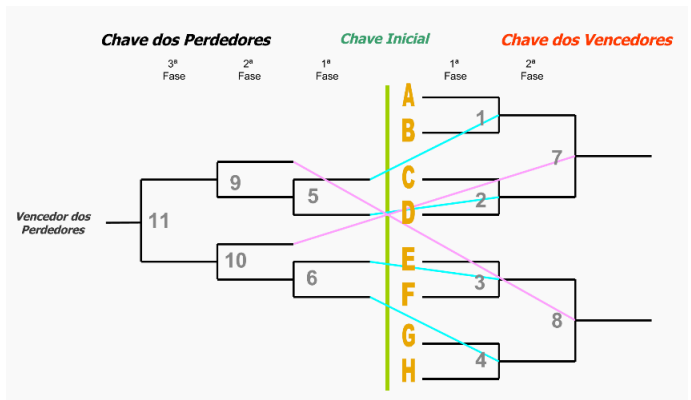 Chave dos Perdedores
Chave Inicial
Chave dos Vencedores
3ª
Fase
2ª
Fase
1ª
Fase
1ª
Fase
2ª
Fase
A
B
C
D
E
F
G
H
1
2
3
4
5
6
7
8
9
10
11
Vencedor dos
Perdedores